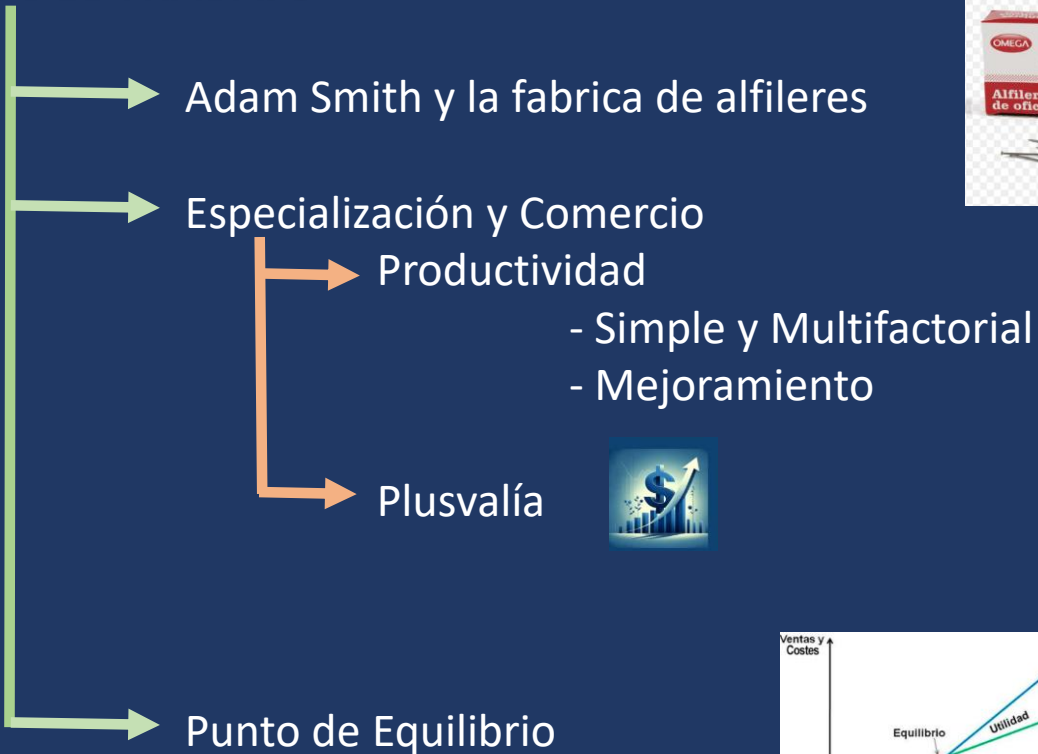 Adam Smith y la fabrica de alfileres
OMEGA
Especialización y Comercio
Productividad
- Simple y Multifactorial
- Mejoramiento
Plusvalía
Ventas y
Costes
Utilidad
Equilibrio
Punto de Equilibrio